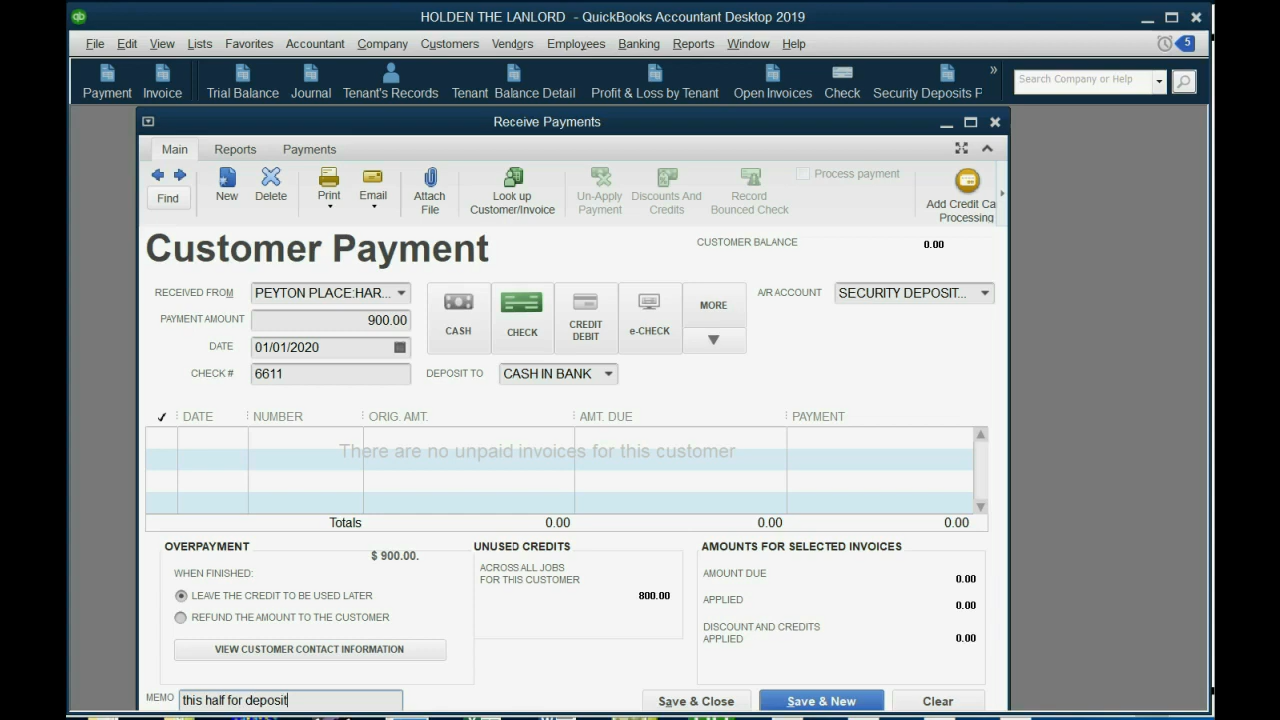 HOLDEN THE LANLORD - QuickBooks Accountant Desktop 2019
File Edit View Lists Favorites Accountant Company Customers Vendors Employees Banking Reports Window Help
5
Payment Invoice Trial Balance Journal Tenant's Records Tenant Balance Detail Profit & Loss by Tenant Open Invoices Check Security Deposits P
»
Search Company or Help
Receive Payments
Main Reports Payments
Find
New Delete Print Email Attach File Look up Customer/Invoice Un-Apply Payment Discounts And Credits Record Bounced Check
Process payment
Add Credit Ca
Processing
Customer Payment
CUSTOMER BALANCE 0.00
RECEIVED FROM PEYTON PLACE:HAR...
PAYMENT AMOUNT 900.00
DATE 01/01/2020
CHECK # 6611
CASH CHECK CREDIT DEBIT e-CHECK MORE
A/R ACCOUNT SECURITY DEPOSIT...
DEPOSIT TO CASH IN BANK
DATE NUMBER ORIG. AMT. AMT. DUE PAYMENT
There are no unpaid invoices for this customer
Totals 0.00 0.00 0.00
OVERPAYMENT $ 900.00.
WHEN FINISHED:
LEAVE THE CREDIT TO BE USED LATER
REFUND THE AMOUNT TO THE CUSTOMER
VIEW CUSTOMER CONTACT INFORMATION
UNUSED CREDITS
ACROSS ALL JOBS
FOR THIS CUSTOMER
800.00
AMOUNTS FOR SELECTED INVOICES
AMOUNT DUE 0.00
APPLIED 0.00
DISCOUNT AND CREDITS
APPLIED 0.00
MEMO this half for deposit
Save & Close Save & New Clear